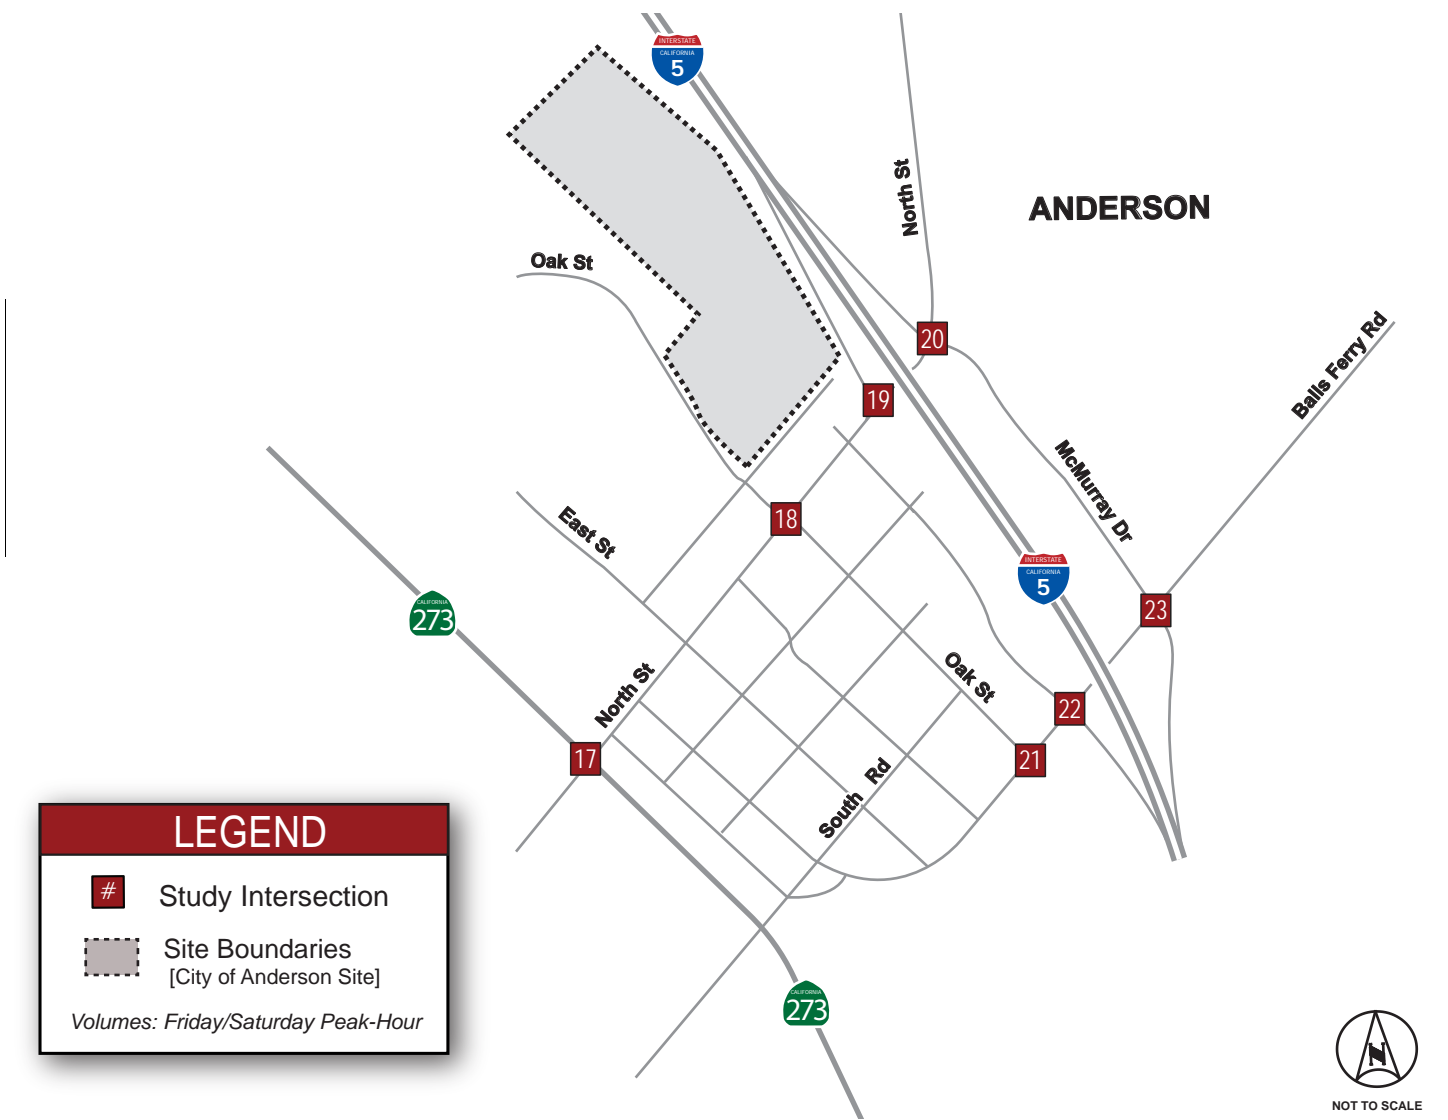 INTERSTATE
CALIFORNIA
5
North St
ANDERSON
Oak St
20
Balls Ferry Rd
19
McMurray Dr
18
East St
INTERSTATE
CALIFORNIA
5
CALIFORNIA
273
23
North St
Oak St
22
17
21
South Rd
LEGEND
# Study Intersection
Site Boundaries
[City of Anderson Site]
Volumes: Friday/Saturday Peak-Hour
CALIFORNIA
273
N
NOT TO SCALE